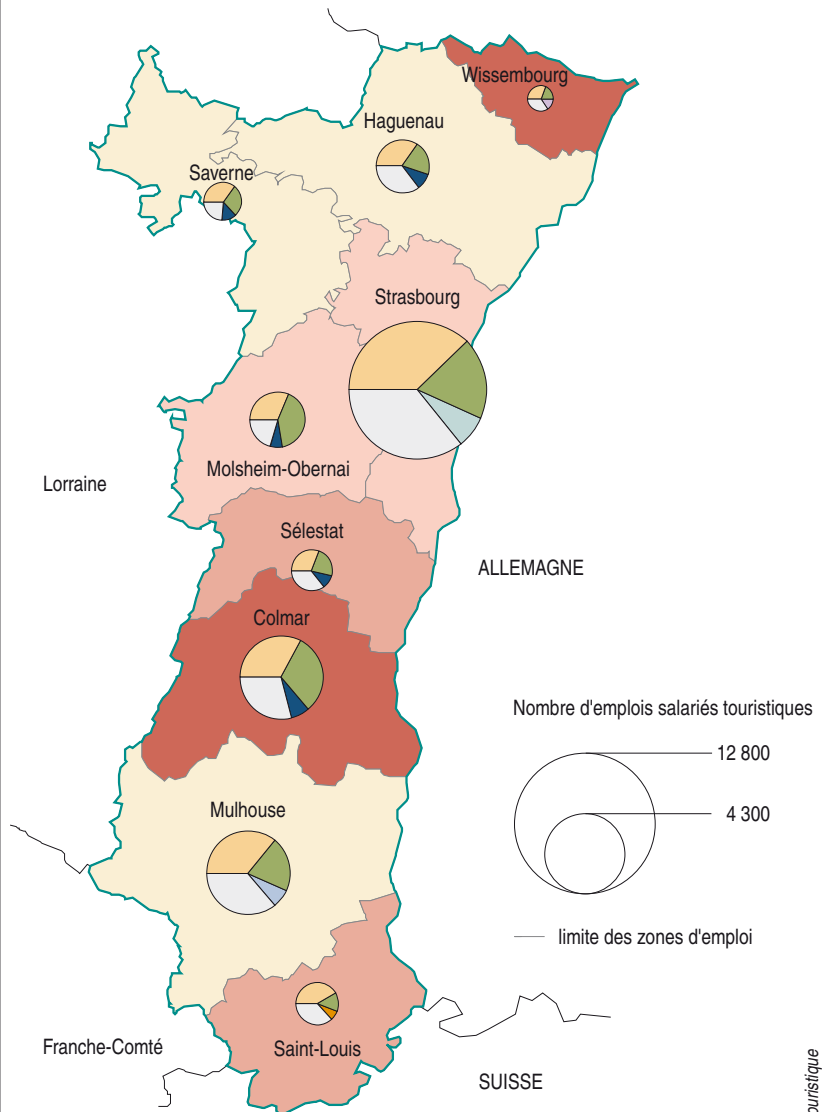 Wissembourg
Haguenau
Saverne
Strasbourg
Molsheim-Obernai
Lorraine
Sélestat
ALLEMAGNE
Colmar
Nombre d'emplois salariés touristiques
12 800
4 300
Mulhouse
limite des zones d'emploi
Franche-Comté
Saint-Louis
SUISSE